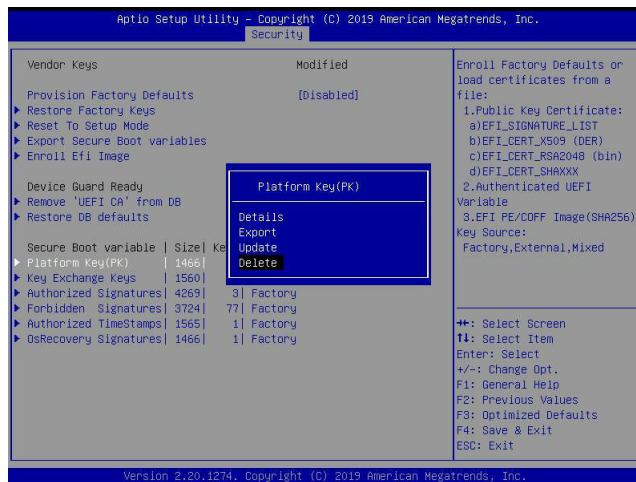 Aptio Setup Utility – Copyright (C) 2019 American Megatrends, Inc.
Security
Vendor Keys Modified
Provision Factory Defaults [Disabled]
Restore Factory Keys
Reset To Setup Mode
Export Secure Boot variables
Enroll Efi Image
Device Guard Ready
Remove 'UEFI CA' from DB
Restore DB defaults
Secure Boot variable | Size| Ke
Platform Key(PK) | 1466|
Key Exchange Keys | 1560|
Authorized Signatures| 4269| 3| Factory
Forbidden Signatures| 3724| 77| Factory
Authorized TimeStamps| 1565| 1| Factory
OsRecovery Signatures| 1466| 1| Factory
Platform Key(PK)
Details
Export
Update
Delete
Enroll Factory Defaults or
load certificates from a
file:
1.Public Key Certificate:
a)EFI_SIGNATURE_LIST
b)EFI_CERT_X509 (DER)
c)EFI_CERT_RSA2048 (bin)
d)EFI_CERT_SHAXXX
2.Authenticated UEFI
Variable
3.EFI PE/COFF Image(SHA256)
Key Source:
Factory,External,Mixed
→←: Select Screen
↑↓: Select Item
Enter: Select
+/-: Change Opt.
F1: General Help
F2: Previous Values
F3: Optimized Defaults
F4: Save & Exit
ESC: Exit
Version 2.20.1274. Copyright (C) 2019 American Megatrends, Inc.